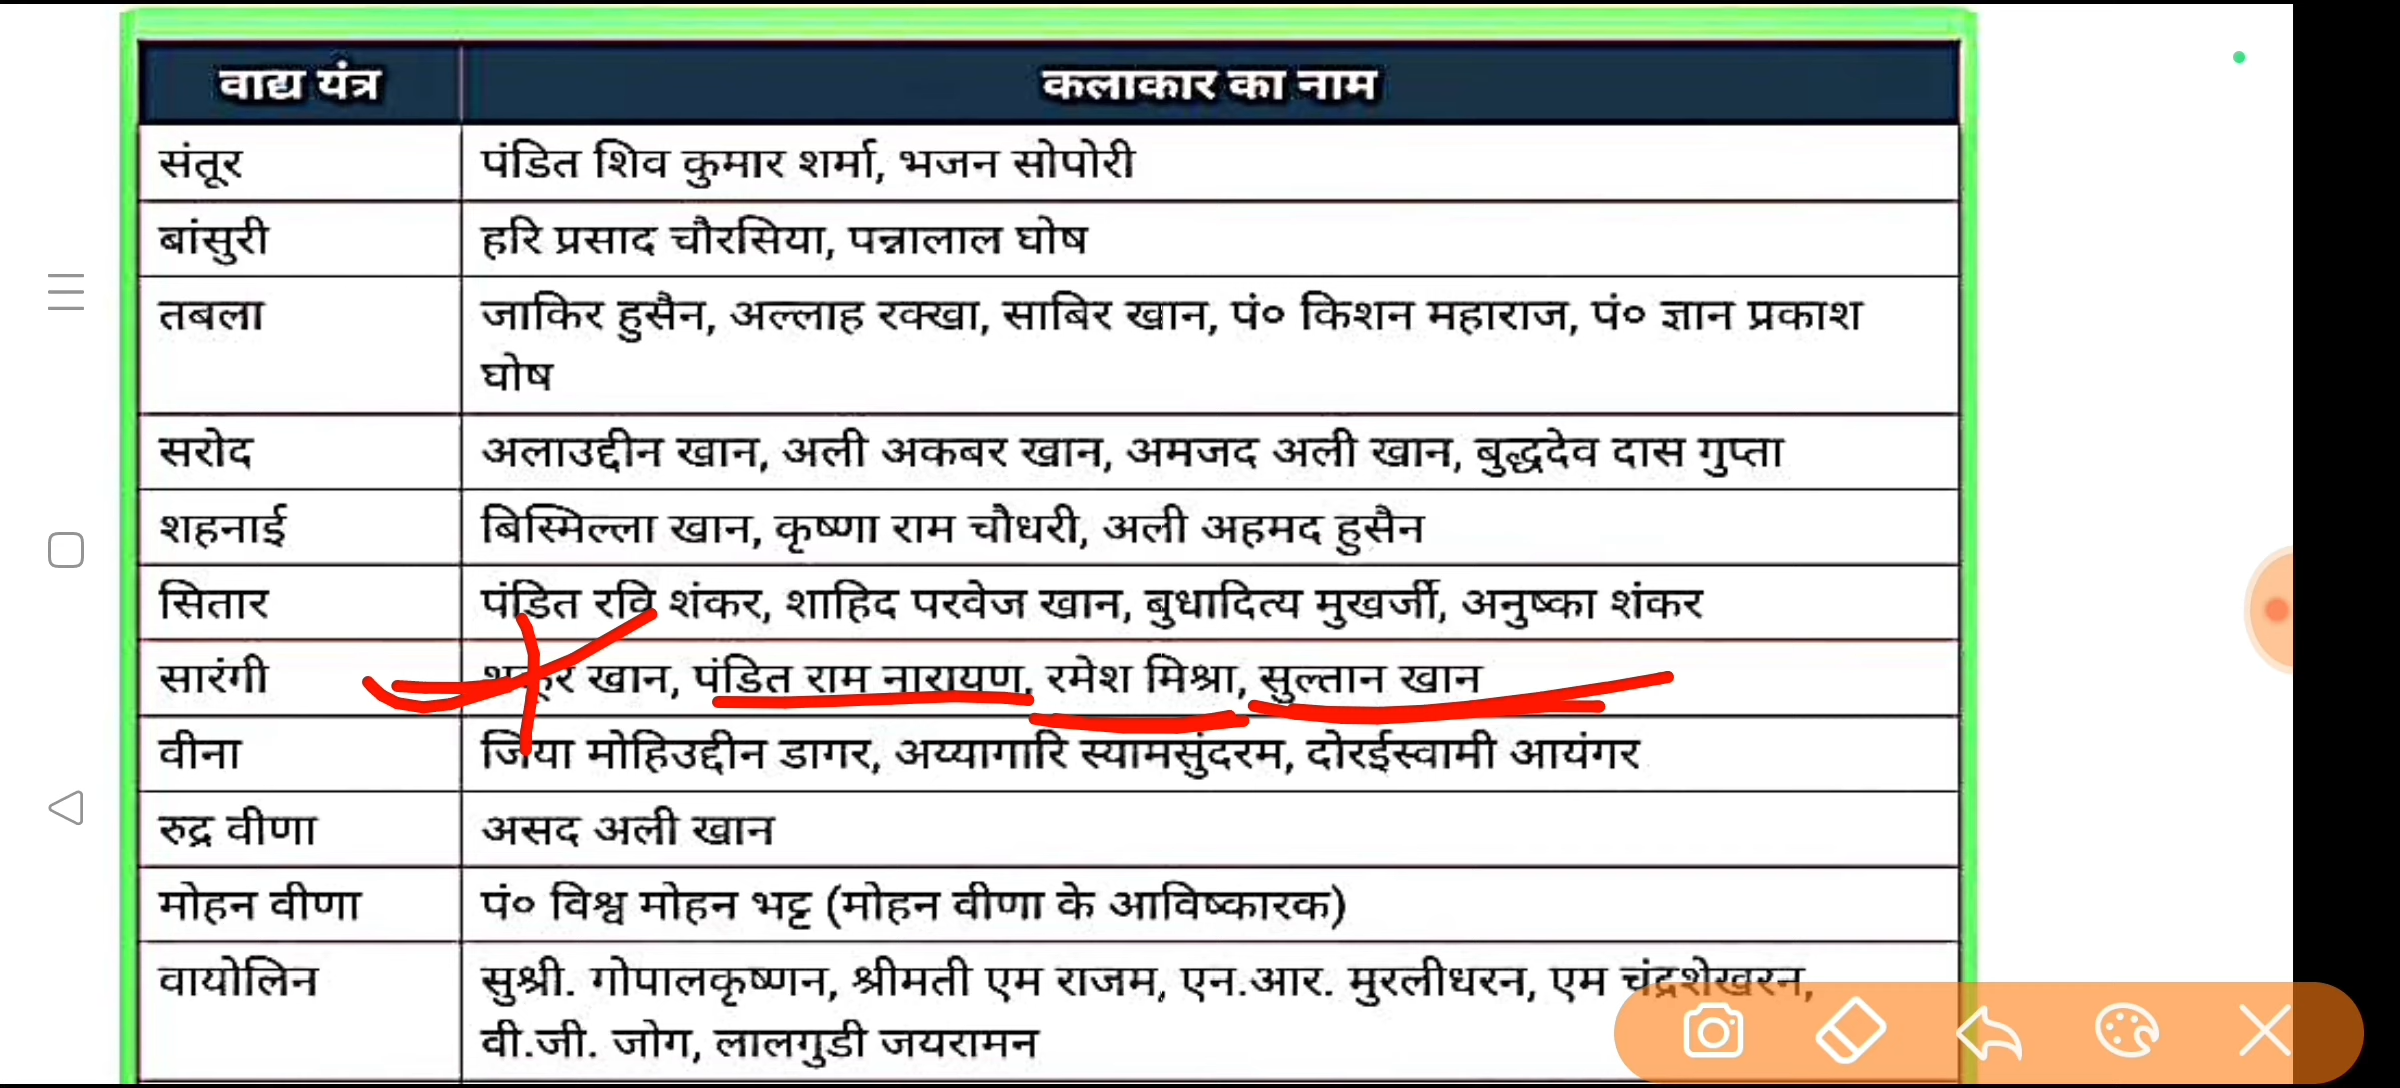 वाद्य यंत्र कलाकार का नाम
संतूर पंडित शिव कुमार शर्मा, भजन सोपोरी
बांसुरी हरि प्रसाद चौरसिया, पन्नालाल घोष
तबला जाकिर हुसैन, अल्लाह रक्खा, साबिर खान, पं० किशन महाराज, पं० ज्ञान प्रकाश
घोष
सरोद अलाउद्दीन खान, अली अकबर खान, अमजद अली खान, बुद्धदेव दास गुप्ता
शहनाई बिस्मिल्ला खान, कृष्णा राम चौधरी, अली अहमद हुसैन
सितार पंडित रवि शंकर, शाहिद परवेज खान, बुधादित्य मुखर्जी, अनुष्का शंकर
सारंगी खान, पंडित राम नारायण, रमेश मिश्रा, सुल्तान खान
वीना जिया मोहिउद्दीन डागर, अय्यागारि स्यामसुंदरम, दोरईस्वामी आयंगर
रुद्र वीणा असद अली खान
मोहन वीणा पं० विश्व मोहन भट्ट (मोहन वीणा के आविष्कारक)
वायोलिन सुश्री. गोपालकृष्णन, श्रीमती एम राजम, एन.आर. मुरलीधरन, एम चंद्रशेखरन,
वी.जी. जोग, लालगुडी जयरामन